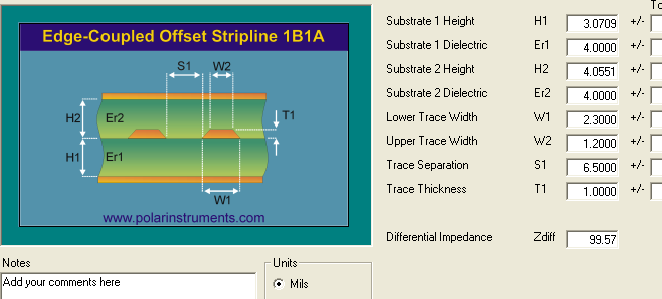 Edge-Coupled Offset Stripline 1B1A
S1 W2
H2 Er2 T1
H1 Er1
W1
www.polarinstruments.com
To
Substrate 1 Height H1 3.0709 +/-
Substrate 1 Dielectric Er1 4.0000 +/-
Substrate 2 Height H2 4.0551 +/-
Substrate 2 Dielectric Er2 4.0000 +/-
Lower Trace Width W1 2.3000 +/-
Upper Trace Width W2 1.2000 +/-
Trace Separation S1 6.5000 +/-
Trace Thickness T1 1.0000 +/-
Differential Impedance Zdiff 99.57
Notes
Add your comments here
Units
Mils